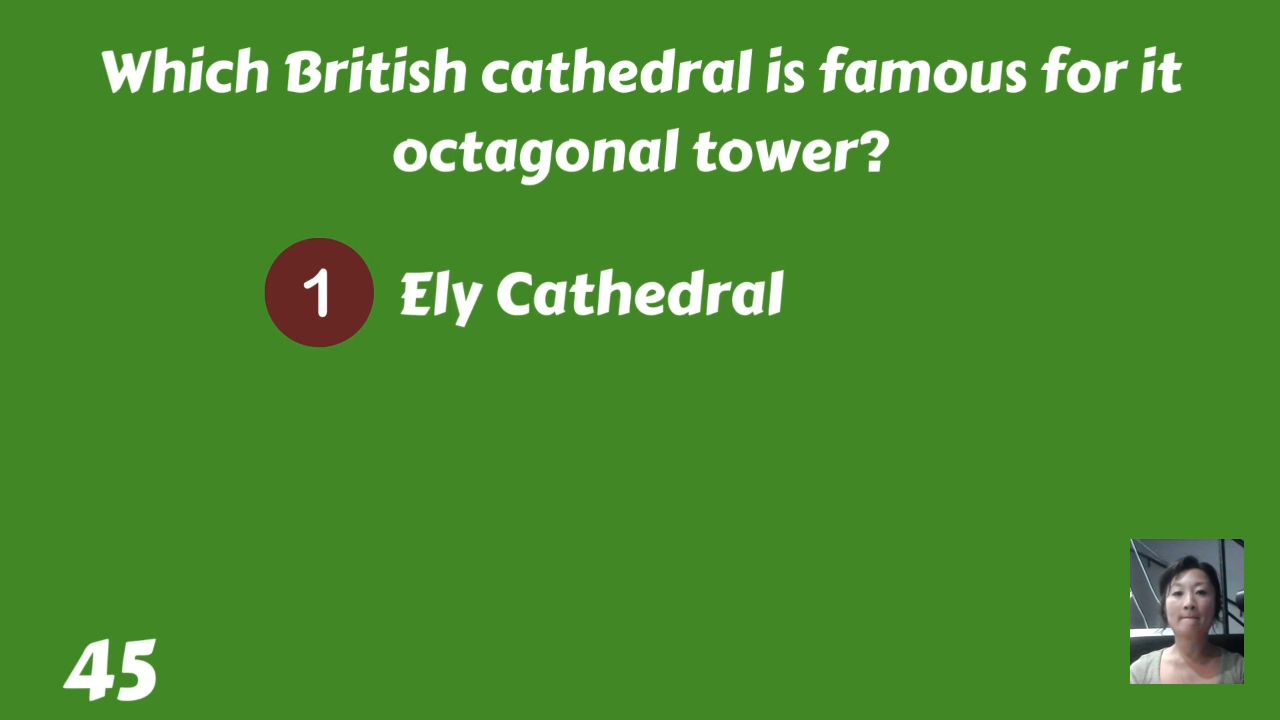 Which British cathedral is famous for it
octagonal tower?
1 Ely Cathedral
45